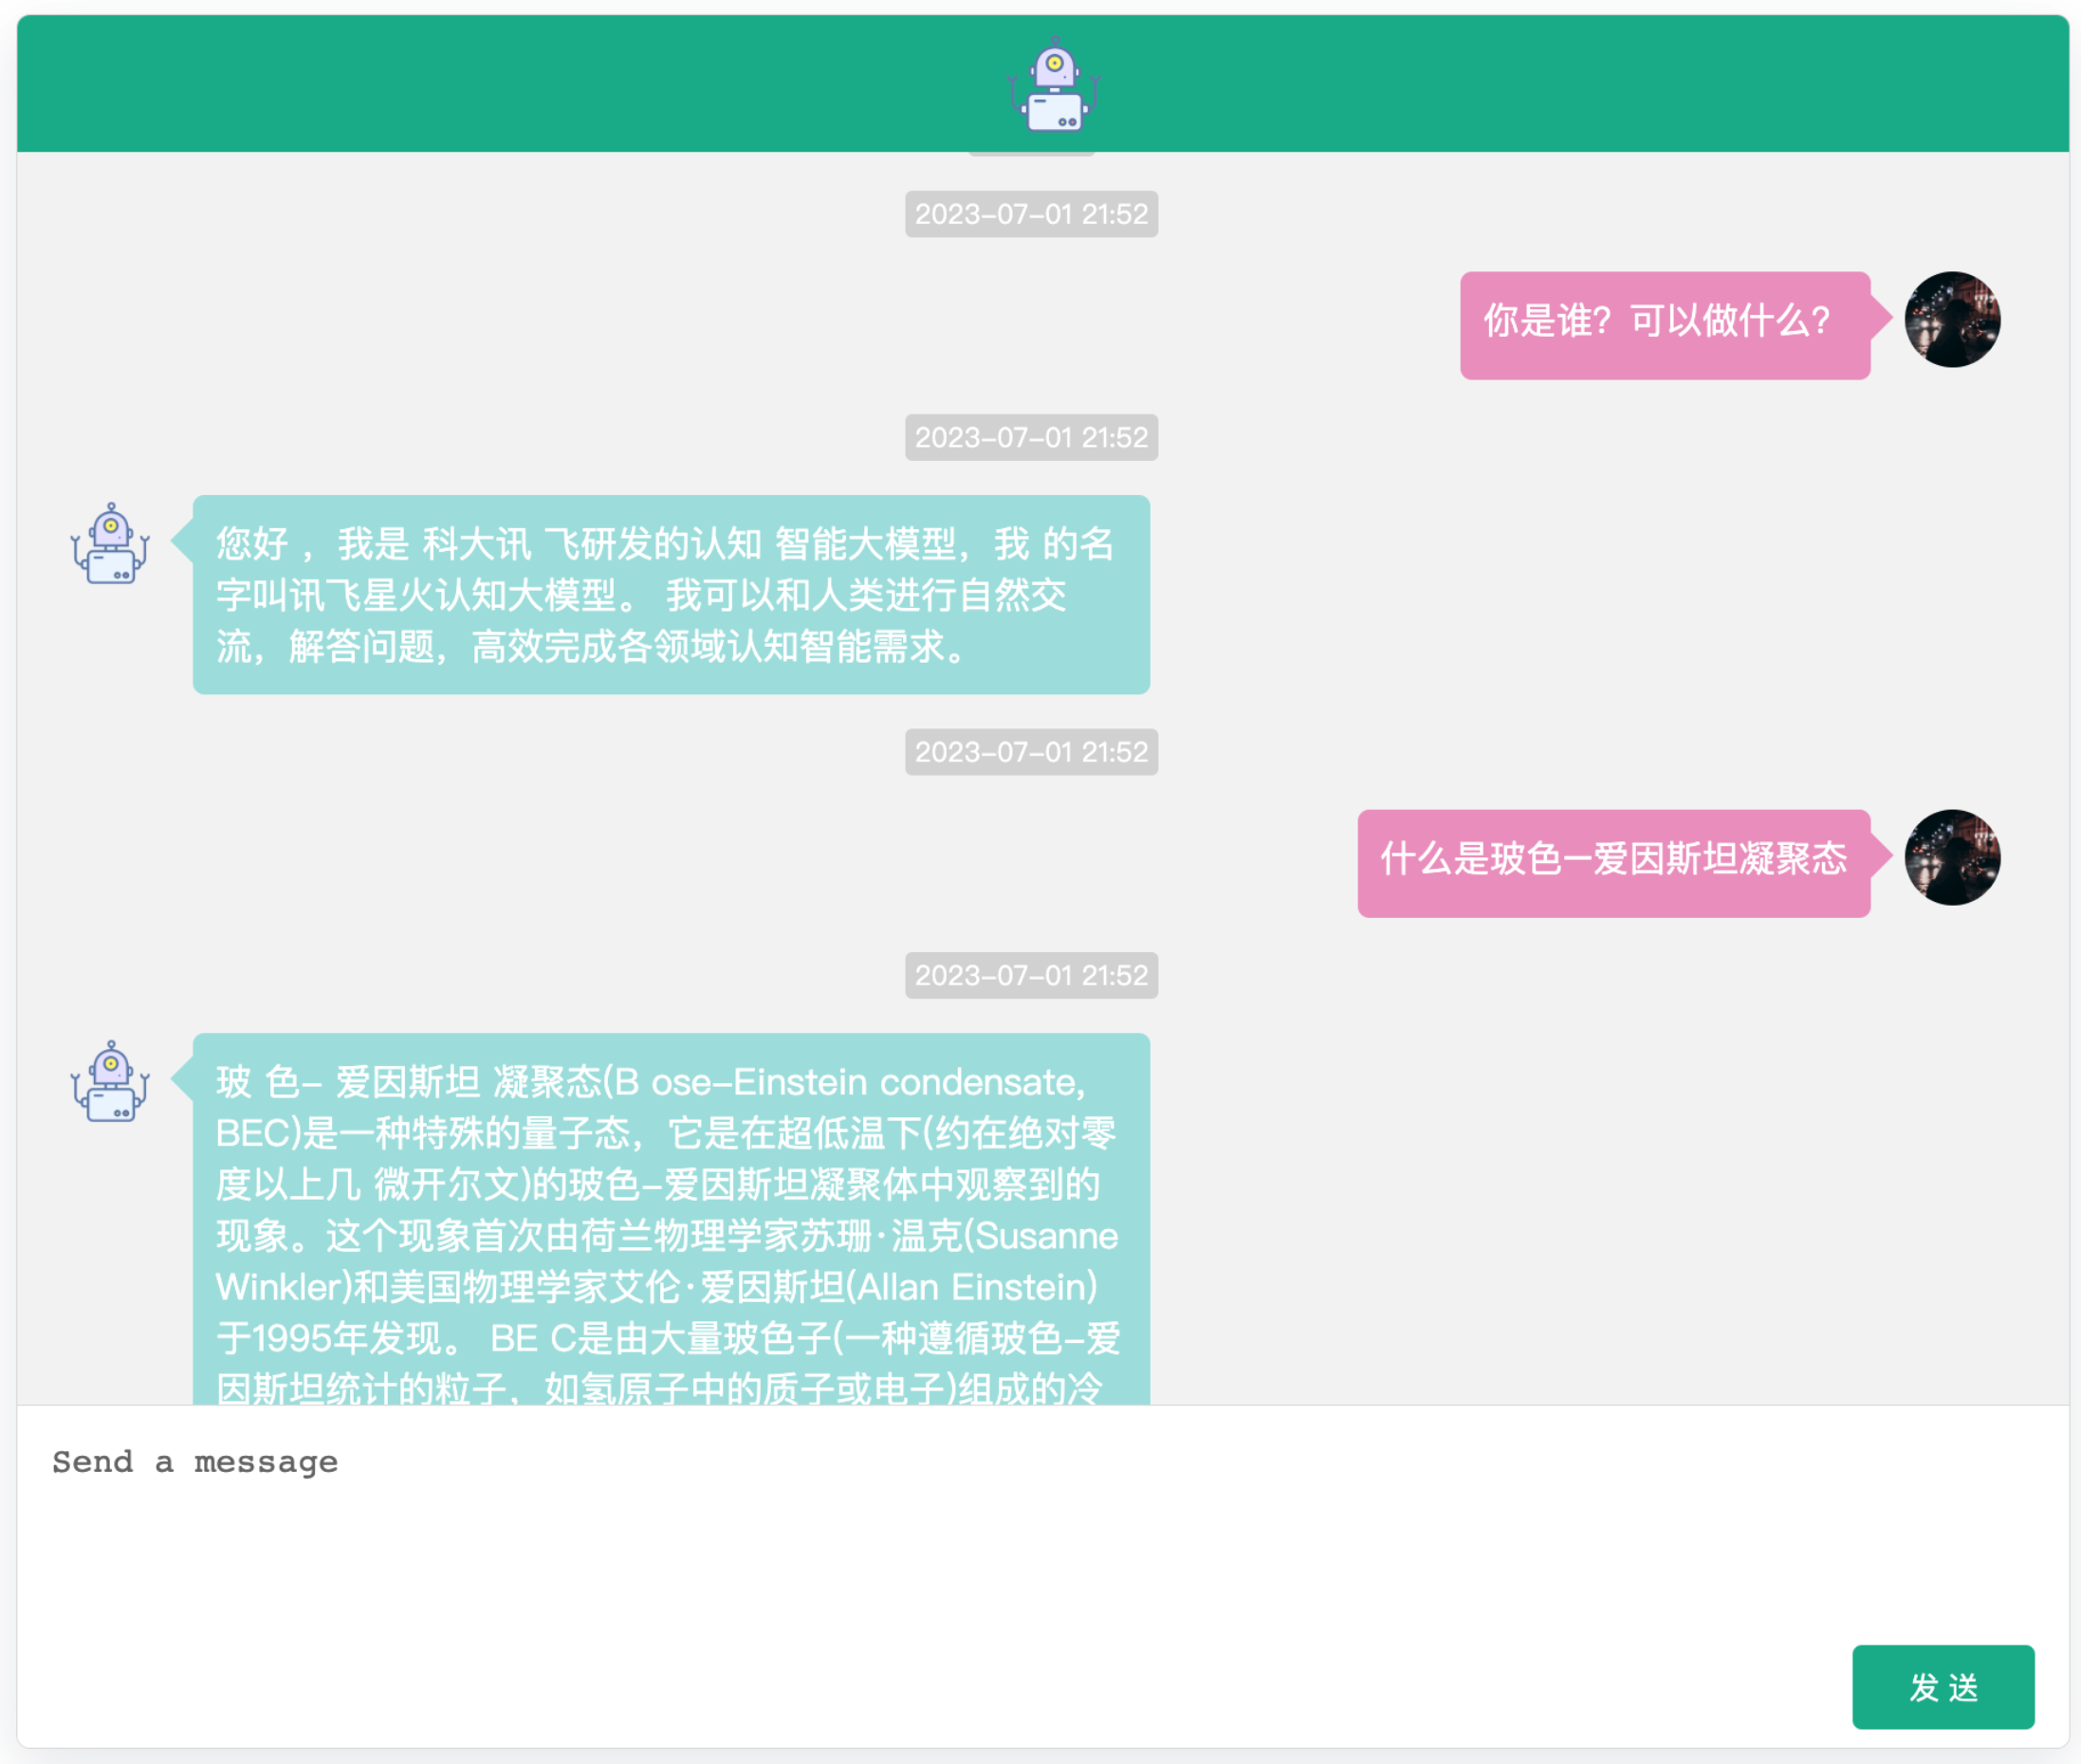 2023-07-01 21:52
你是谁？可以做什么？
2023-07-01 21:52
您好 ，我是 科大讯 飞研发的认知 智能大模型，我 的名
字叫讯飞星火认知大模型。 我可以和人类进行自然交
流，解答问题，高效完成各领域认知智能需求。
2023-07-01 21:52
什么是玻色—爱因斯坦凝聚态
2023-07-01 21:52
玻 色- 爱因斯坦 凝聚态(B ose-Einstein condensate,
BEC)是一种特殊的量子态，它是在超低温下(约在绝对零
度以上几 微开尔文)的玻色-爱因斯坦凝聚体中观察到的
现象。这个现象首次由荷兰物理学家苏珊·温克(Susanne
Winkler)和美国物理学家艾伦·爱因斯坦(Allan Einstein)
于1995年发现。 BE C是由大量玻色子(一种遵循玻色-爱
因斯坦统计的粒子，如氢原子中的质子或电子)组成的冷
Send a message
发 送